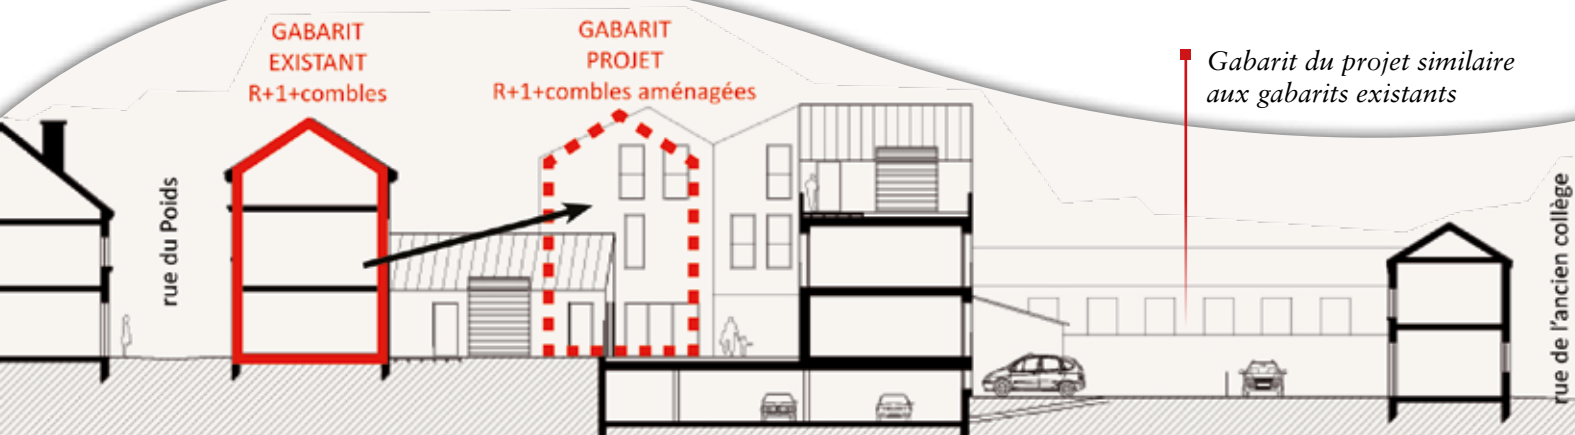 GABARIT
EXISTANT
R+1+combles
GABARIT
PROJET
R+1+combles aménagées
Gabarit du projet similaire
aux gabarits existants
rue du Poids
rue de l'ancien collège